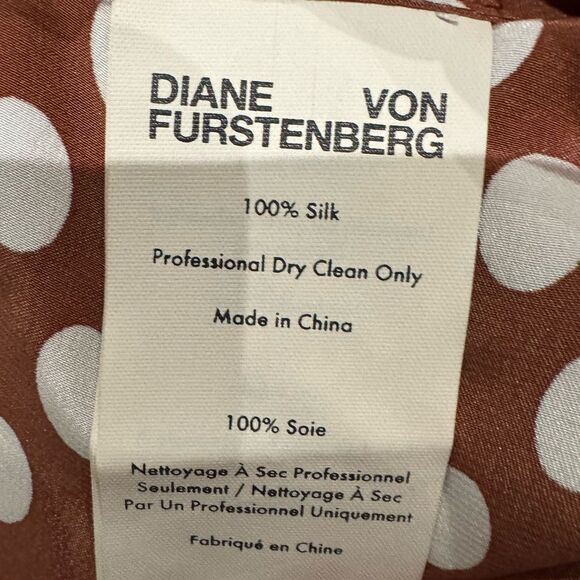 DIANE VON
FURSTENBERG
100% Silk
Professional Dry Clean Only
Made in China
100% Soie
Nettoyage À Sec Professionnel
Seulement / Nettoyage À Sec
Par Un Professionnel Uniquement
Fabriqué en Chine